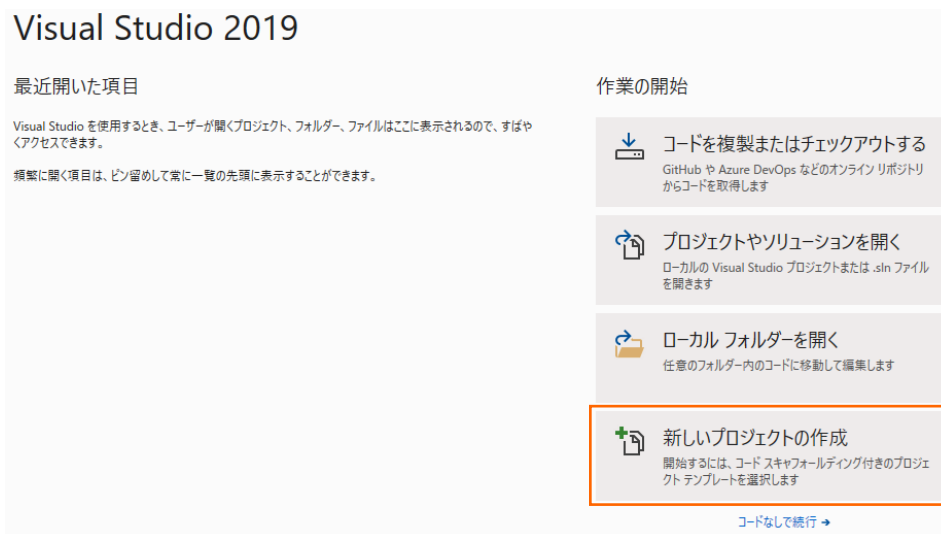 Visual Studio 2019
最近開いた項目
Visual Studio を使用するとき、ユーザーが開くプロジェクト、フォルダー、ファイルはここに表示されるので、すばや
くアクセスできます。
頻繁に開く項目は、ピン留めして常に一覧の先頭に表示することができます。
作業の開始
コードを複製またはチェックアウトする
GitHub や Azure DevOps などのオンライン リポジトリ
からコードを取得します
プロジェクトやソリューションを開く
ローカルの Visual Studio プロジェクトまたは .sln ファイル
を開きます
ローカル フォルダーを開く
任意のフォルダー内のコードに移動して編集します
新しいプロジェクトの作成
開始するには、コード スキャフォールディング付きのプロジェ
クト テンプレートを選択します
コードなしで続行 →